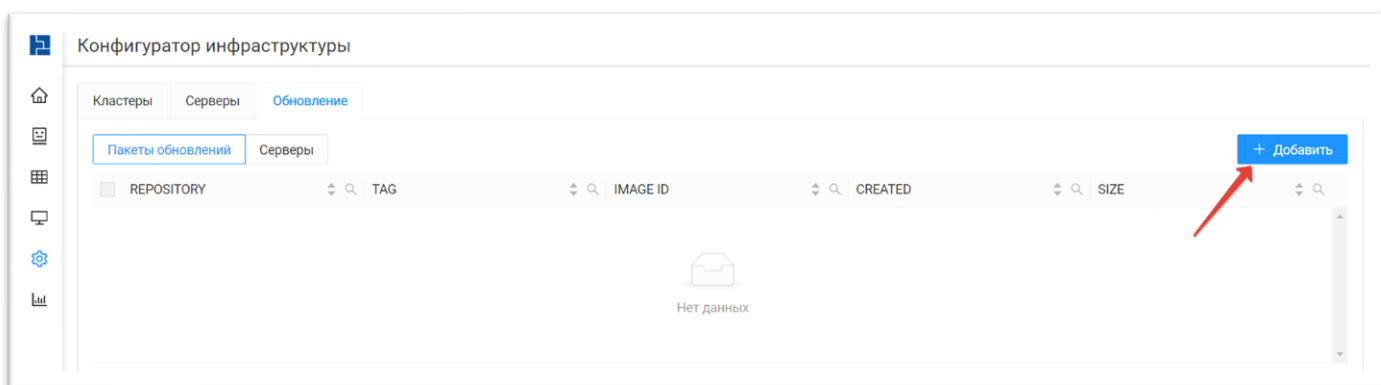 Конфигуратор инфраструктуры
Кластеры Серверы Обновление
Пакеты обновлений Серверы + Добавить
REPOSITORY TAG IMAGE ID CREATED SIZE
Нет данных